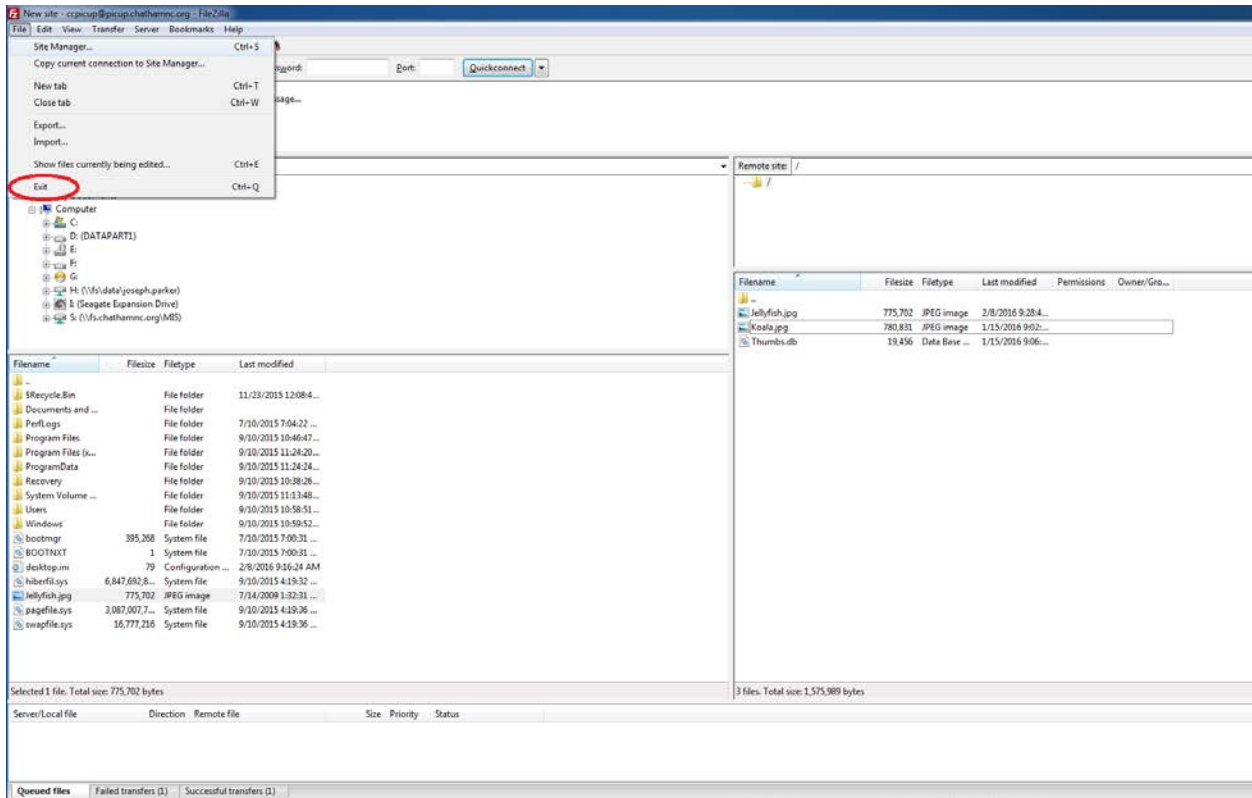 New site - ccpicup@picup.chathamnc.org - FileZilla
File Edit View Transfer Server Bookmarks Help
Site Manager... Ctrl+S
Copy current connection to Site Manager...
sword: Port: Quickconnect
New tab Ctrl+T
Close tab Ctrl+W
sage...
Export...
Import...
Show files currently being edited... Ctrl+E
Exit Ctrl+Q
Remote site: /
/
Computer
C:
D: (DATAPART1)
E:
F:
G:
H: (\\fs\data\joseph.parker)
I: (Seagate Expansion Drive)
S: (\\fs.chathamnc.org\MIS)
Filename Filesize Filetype Last modified Permissions Owner/Gro...
..
Jellyfish.jpg 775,702 JPEG image 2/8/2016 9:28:4...
Koala.jpg 780,831 JPEG image 1/15/2016 9:02:...
Thumbs.db 19,456 Data Base ... 1/15/2016 9:06:...
Filename Filesize Filetype Last modified
..
$Recycle.Bin File folder 11/23/2015 12:08:4...
Documents and ... File folder
PerfLogs File folder 7/10/2015 7:04:22 ...
Program Files File folder 9/10/2015 10:46:47...
Program Files (x... File folder 9/10/2015 11:24:20...
ProgramData File folder 9/10/2015 11:24:24...
Recovery File folder 9/10/2015 10:38:26...
System Volume ... File folder 9/10/2015 11:13:48...
Users File folder 9/10/2015 10:58:51...
Windows File folder 9/10/2015 10:59:52...
bootmgr 395,268 System file 7/10/2015 7:00:31 ...
BOOTNXT 1 System file 7/10/2015 7:00:31 ...
desktop.ini 79 Configuration ... 2/8/2016 9:16:24 AM
hiberfil.sys 6,847,692,8... System file 9/10/2015 4:19:32 ...
Jellyfish.jpg 775,702 JPEG image 7/14/2009 1:32:31 ...
pagefile.sys 3,087,007,7... System file 9/10/2015 4:19:36 ...
swapfile.sys 16,777,216 System file 9/10/2015 4:19:36 ...
Selected 1 file. Total size: 775,702 bytes
3 files. Total size: 1,575,989 bytes
Server/Local file Direction Remote file Size Priority Status
Queued files Failed transfers (1) Successful transfers (1)